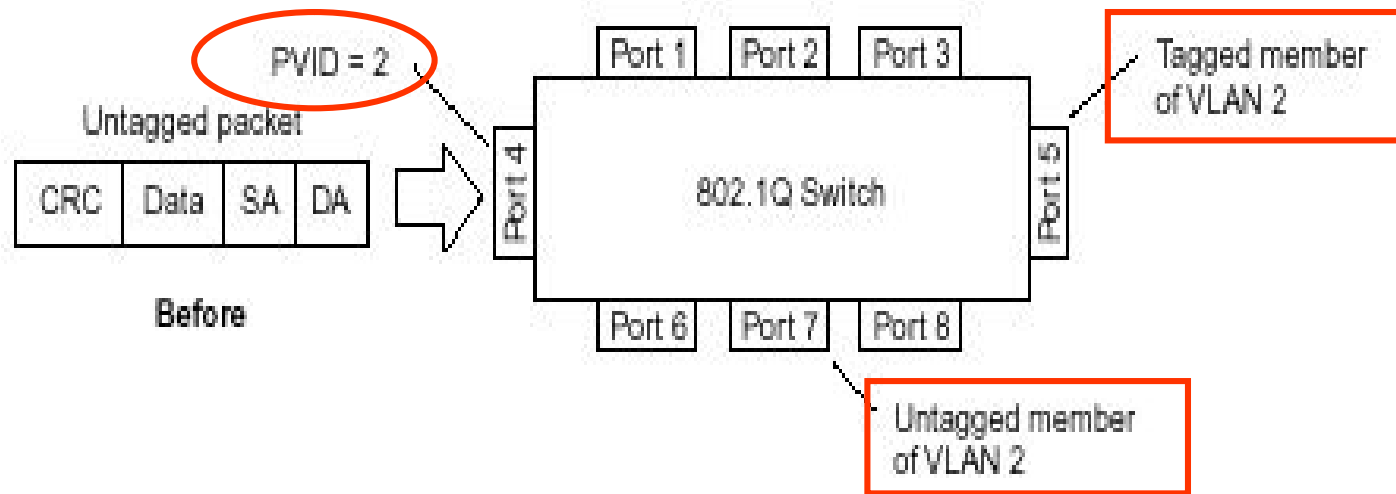 PVID = 2
Port 1
Port 2
Port 3
Tagged member
of VLAN 2
Untagged packet
CRC
Data
SA
DA
Port 4
802.1Q Switch
Port 5
Before
Port 6
Port 7
Port 8
Untagged member
of VLAN 2